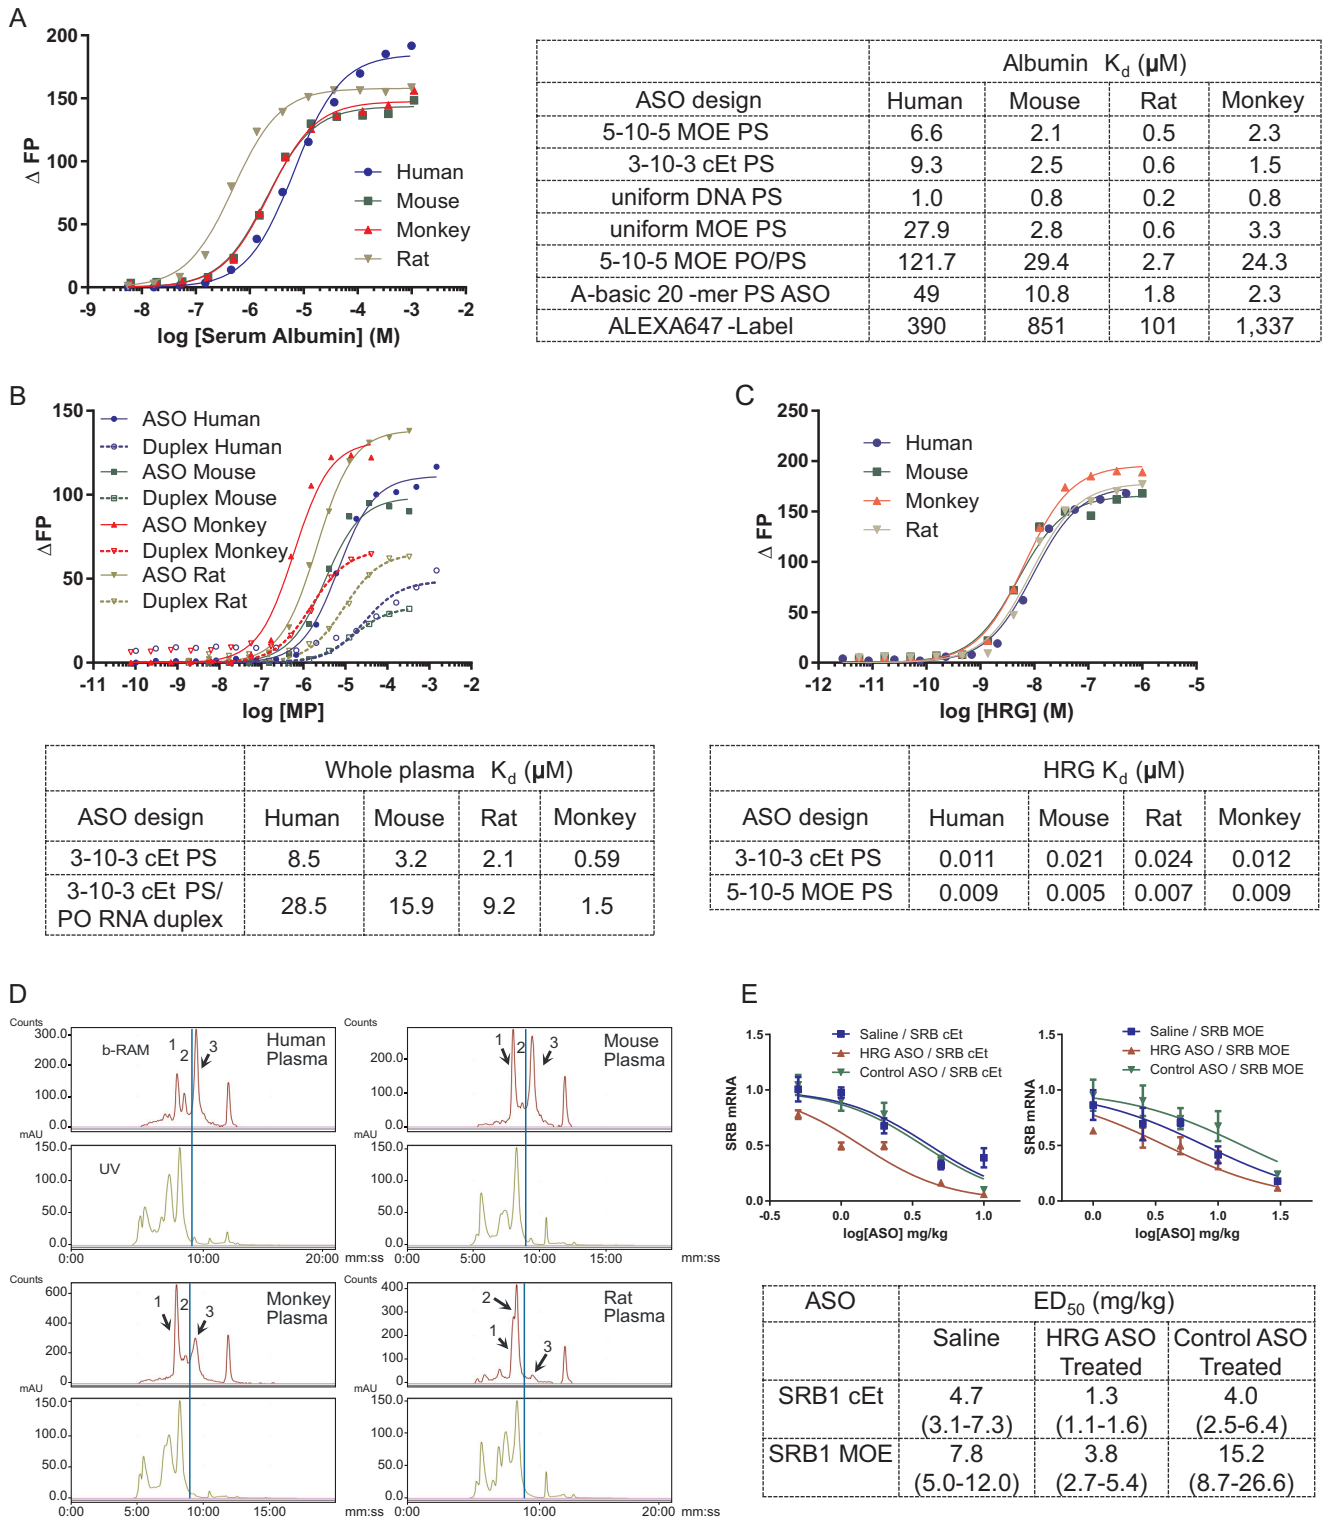 A
200
150
100
50
0
Δ FP
-9 -8 -7 -6 -5 -4 -3 -2
log [Serum Albumin] (M)
Human
Mouse
Monkey
Rat
Albumin Kd (µM)
ASO design Human Mouse Rat Monkey
5-10-5 MOE PS 6.6 2.1 0.5 2.3
3-10-3 cEt PS 9.3 2.5 0.6 1.5
uniform DNA PS 1.0 0.8 0.2 0.8
uniform MOE PS 27.9 2.8 0.6 3.3
5-10-5 MOE PO/PS 121.7 29.4 2.7 24.3
A-basic 20 -mer PS ASO 49 10.8 1.8 2.3
ALEXA647 -Label 390 851 101 1,337
B
150
100
50
0
ΔFP
ASO Human
Duplex Human
ASO Mouse
Duplex Mouse
ASO Monkey
Duplex Monkey
ASO Rat
Duplex Rat
-11 -10 -9 -8 -7 -6 -5 -4 -3 -2
log [MP]
Whole plasma Kd (µM)
ASO design Human Mouse Rat Monkey
3-10-3 cEt PS 8.5 3.2 2.1 0.59
3-10-3 cEt PS/
PO RNA duplex 28.5 15.9 9.2 1.5
C
250
200
150
100
50
0
Δ FP
Human
Mouse
Monkey
Rat
-12 -11 -10 -9 -8 -7 -6 -5
log [HRG] (M)
HRG Kd (µM)
ASO design Human Mouse Rat Monkey
3-10-3 cEt PS 0.011 0.021 0.024 0.012
5-10-5 MOE PS 0.009 0.005 0.007 0.009
D
Counts
300.0
200.0
100.0
0.0
b-RAM
1 2 3
Human
Plasma
mAU
150.0
100.0
50.0
0.0
UV
0:00 10:00 20:00 mm:ss
Counts
200.0
100.0
0.0
1 2 3
Mouse
Plasma
mAU
150.0
100.0
50.0
0.0
0:00 5:00 10:00 15:00 mm:ss
Counts
600
400
200
0
1 2 3
Monkey
Plasma
mAU
150.0
100.0
50.0
0.0
0:00 5:00 10:00 15:00 mm:ss
Counts
400
300
200
100
0
2
1 3
Rat
Plasma
mAU
150.0
100.0
50.0
0.0
0:00 10:00 20:00 mm:ss
E
1.5
1.0
0.5
0.0
SRB mRNA
Saline / SRB cEt
HRG ASO / SRB cEt
Control ASO / SRB cEt
-0.5 0.0 0.5 1.0
log[ASO] mg/kg
1.5
1.0
0.5
0.0
SRB mRNA
Saline / SRB MOE
HRG ASO / SRB MOE
Control ASO / SRB MOE
0.0 0.5 1.0 1.5
log[ASO] mg/kg
ASO ED50 (mg/kg)
Saline HRG ASO Control ASO
Treated Treated
SRB1 cEt 4.7 1.3 4.0
(3.1-7.3) (1.1-1.6) (2.5-6.4)
SRB1 MOE 7.8 3.8 15.2
(5.0-12.0) (2.7-5.4) (8.7-26.6)